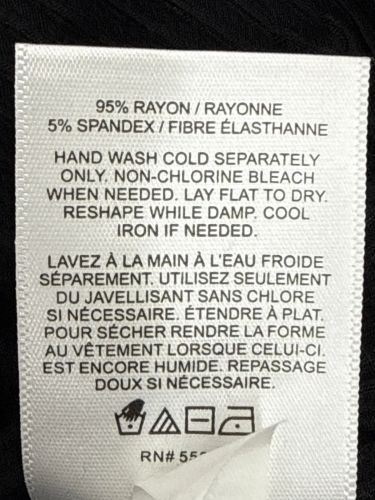 95% RAYON / RAYONNE
5% SPANDEX / FIBRE ÉLASTHANNE
HAND WASH COLD SEPARATELY
ONLY. NON-CHLORINE BLEACH
WHEN NEEDED. LAY FLAT TO DRY.
RESHAPE WHILE DAMP. COOL
IRON IF NEEDED.
LAVEZ À LA MAIN À L'EAU FROIDE
SÉPAREMENT. UTILISEZ SEULEMENT
DU JAVELLISANT SANS CHLORE
SI NÉCESSAIRE. ÉTENDRE À PLAT.
POUR SÉCHER RENDRE LA FORME
AU VÊTEMENT LORSQUE CELUI-CI.
EST ENCORE HUMIDE. REPASSAGE
DOUX SI NÉCESSAIRE.
RN#